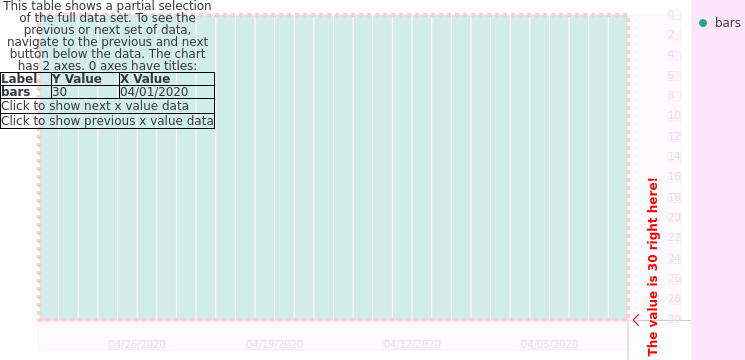 This table shows a partial selection
of the full data set. To see the
previous or next set of data,
navigate to the previous and next
button below the data. The chart
has 2 axes. 0 axes have titles:
Label Y Value X Value
bars 30 04/01/2020
Click to show next x value data
Click to show previous x value data
0
2
4
6
8
10
12
14
16
18
20
22
24
26
28
30
The value is 30 right here!
04/26/2020 04/19/2020 04/12/2020 04/05/2020
bars